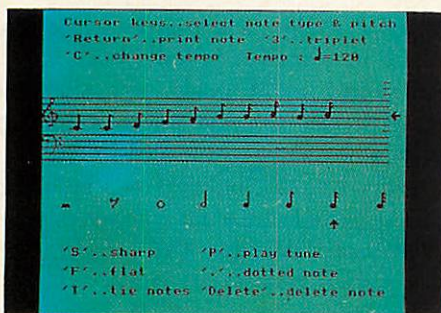 Cursor keys..select note type & pitch
'Return'..print note '3'..triplet
'C'..change tempo Tempo : ♩=120
'S'..sharp 'P'..play tune
'F'..flat '.'..dotted note
'T'..tie notes 'Delete'..delete note